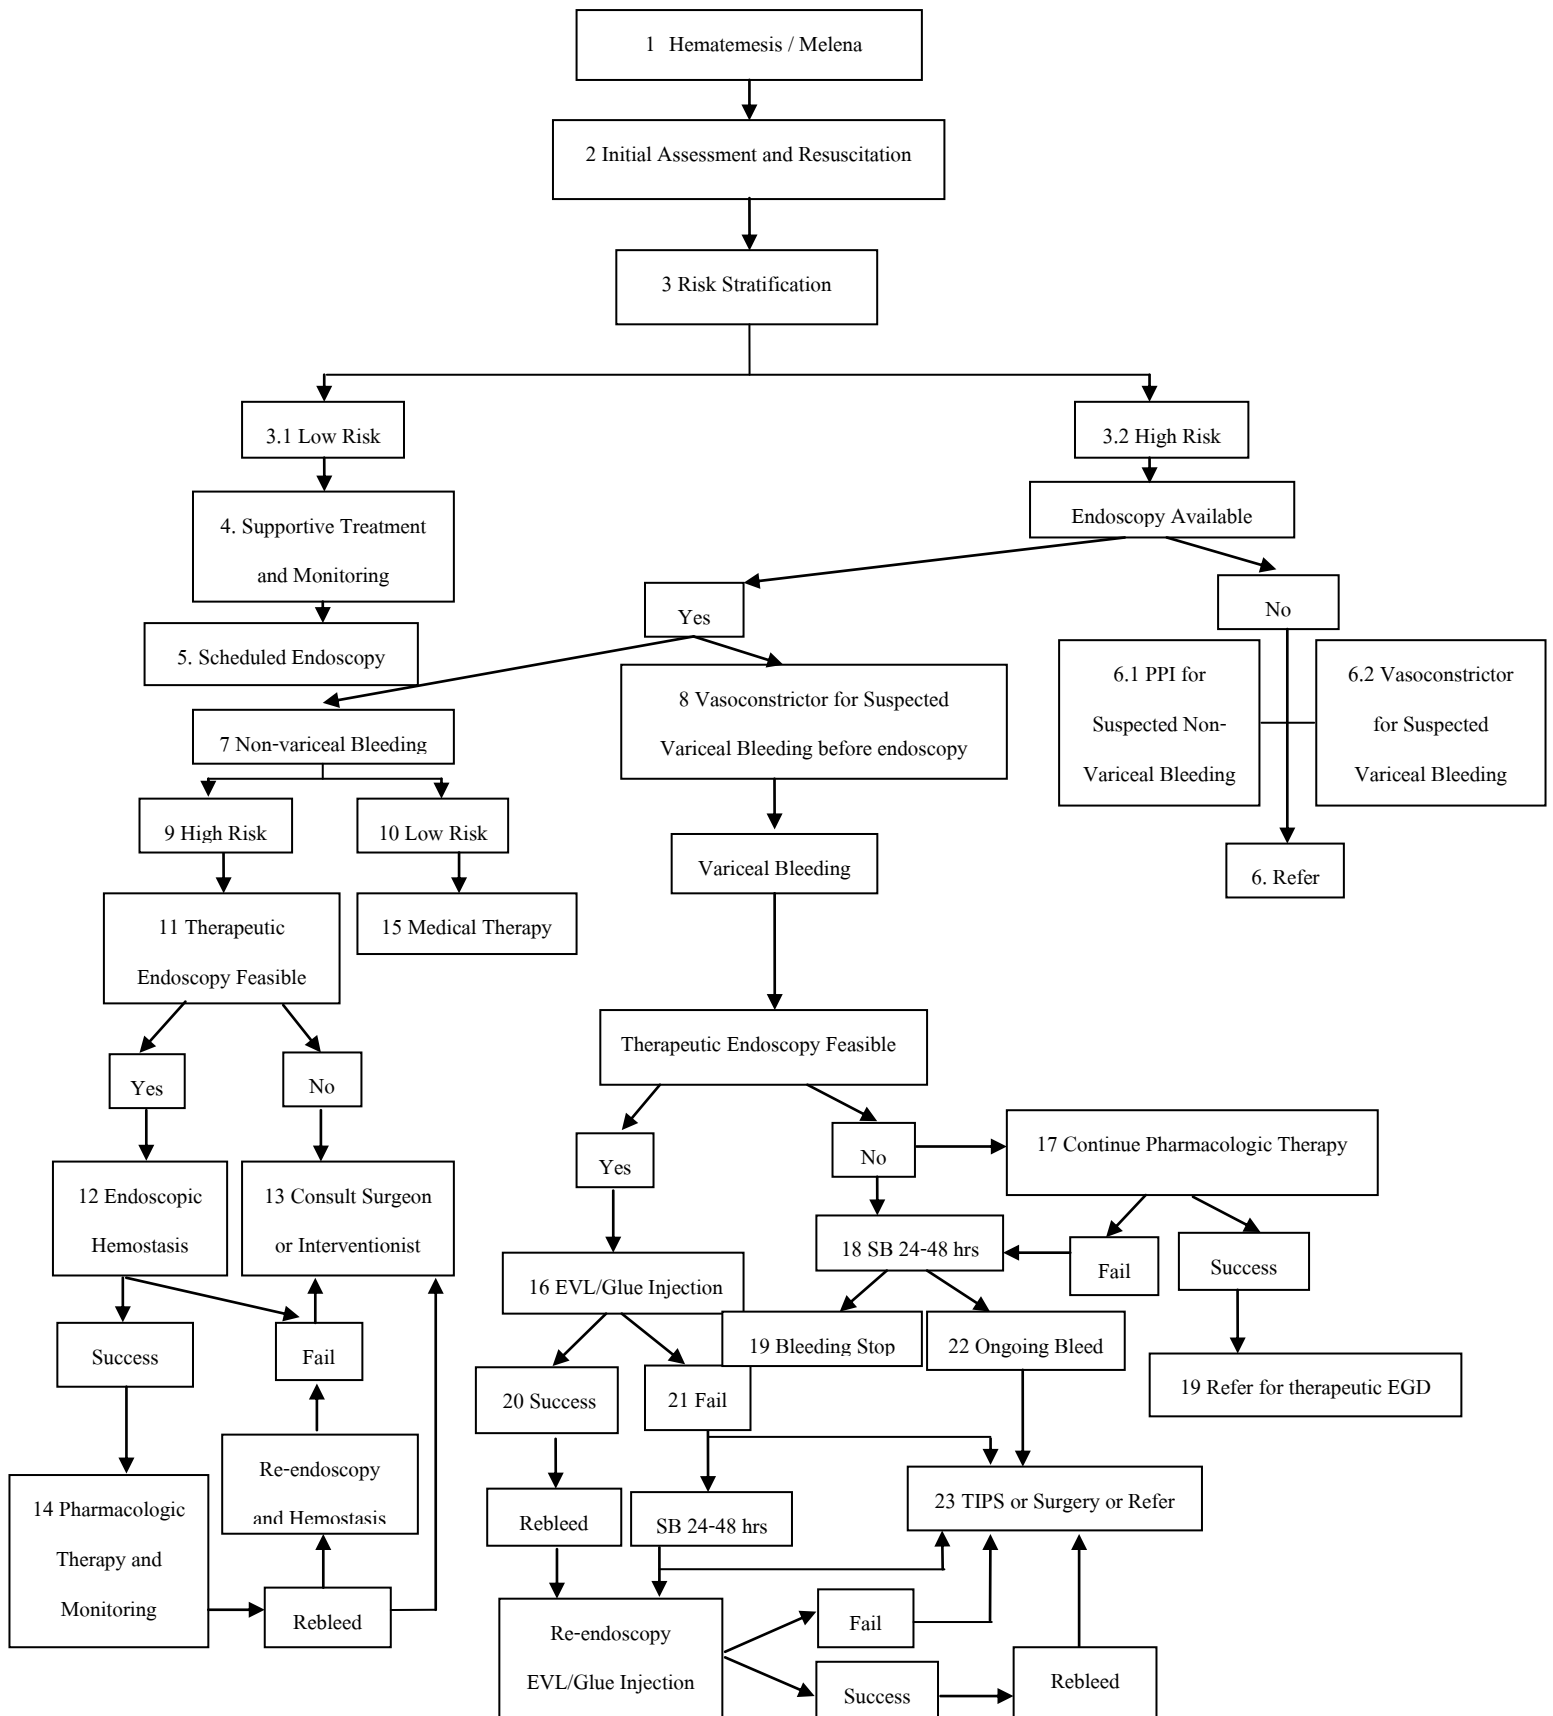 1 Hematemesis / Melena
2 Initial Assessment and Resuscitation
3 Risk Stratification
3.1 Low Risk
3.2 High Risk
4. Supportive Treatment
and Monitoring
Endoscopy Available
Yes
No
5. Scheduled Endoscopy
6.1 PPI for
Suspected Non-
Variceal Bleeding
6.2 Vasoconstrictor
for Suspected
Variceal Bleeding
7 Non-variceal Bleeding
8 Vasoconstrictor for Suspected
Variceal Bleeding before endoscopy
9 High Risk
10 Low Risk
Variceal Bleeding
6. Refer
11 Therapeutic
Endoscopy Feasible
15 Medical Therapy
Therapeutic Endoscopy Feasible
Yes
No
Yes
No
17 Continue Pharmacologic Therapy
12 Endoscopic
Hemostasis
13 Consult Surgeon
or Interventionist
16 EVL/Glue Injection
18 SB 24-48 hrs
Fail
Success
Success
Fail
19 Bleeding Stop
22 Ongoing Bleed
20 Success
21 Fail
19 Refer for therapeutic EGD
Re-endoscopy
and Hemostasis
14 Pharmacologic
Therapy and
Monitoring
Rebleed
Rebleed
SB 24-48 hrs
23 TIPS or Surgery or Refer
Re-endoscopy
EVL/Glue Injection
Fail
Success
Rebleed